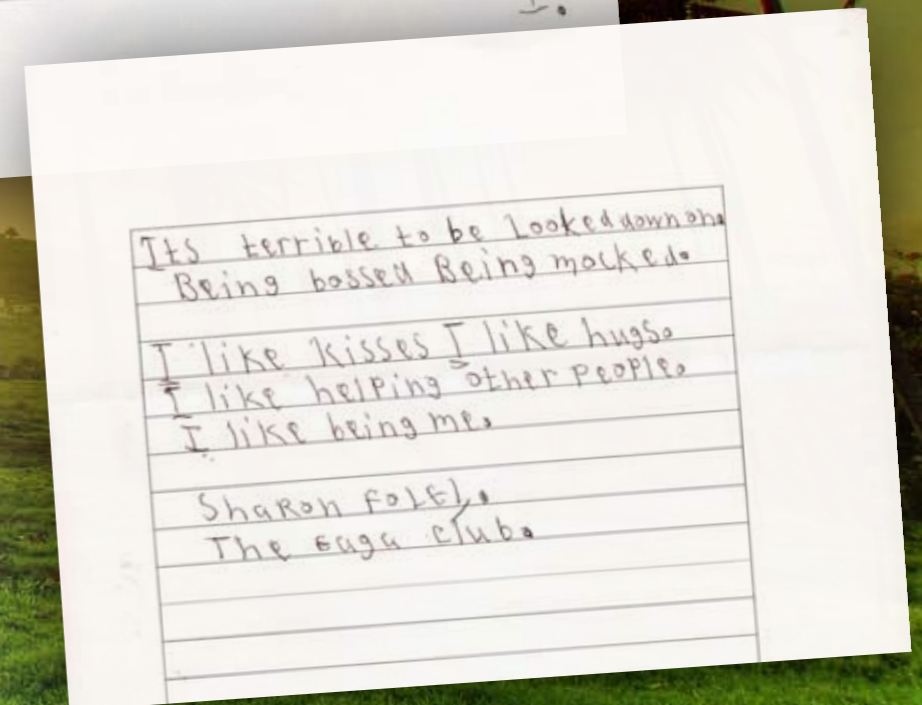 Its terrible to be Looked down on.
Being bossed Being mocked.
I like kisses I like hugs.
I like helping other people.
I like being me.
Sharon
The gaga club.